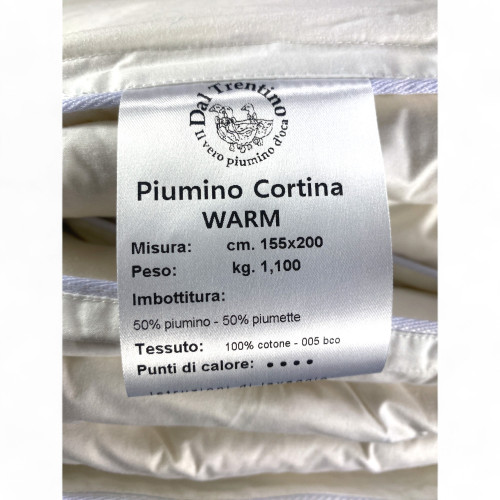 Dal Trentino
Il vero piumino d'oca
Piumino Cortina
WARM
Misura: cm. 155x200
Peso: kg. 1,100
Imbottitura:
50% piumino - 50% piumette
Tessuto: 100% cotone - 005 bco
Punti di calore: • • • •